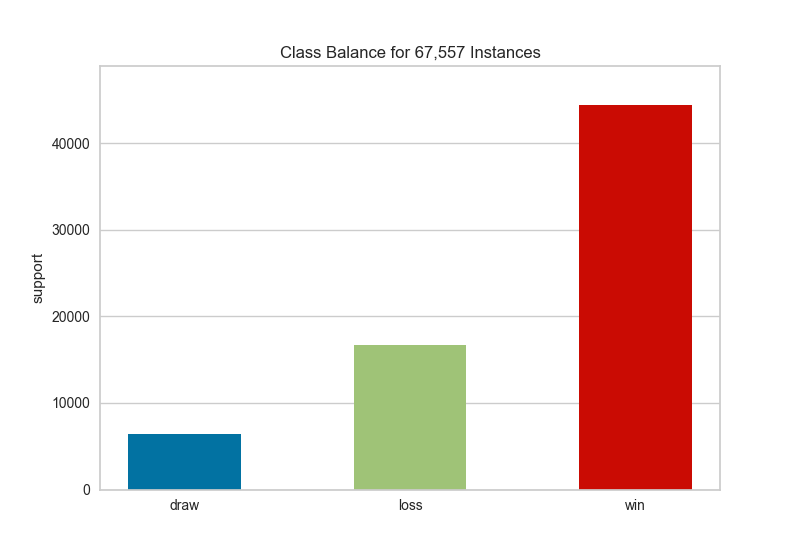 Class Balance for 67,557 Instances
support
40000
30000
20000
10000
0
draw
loss
win